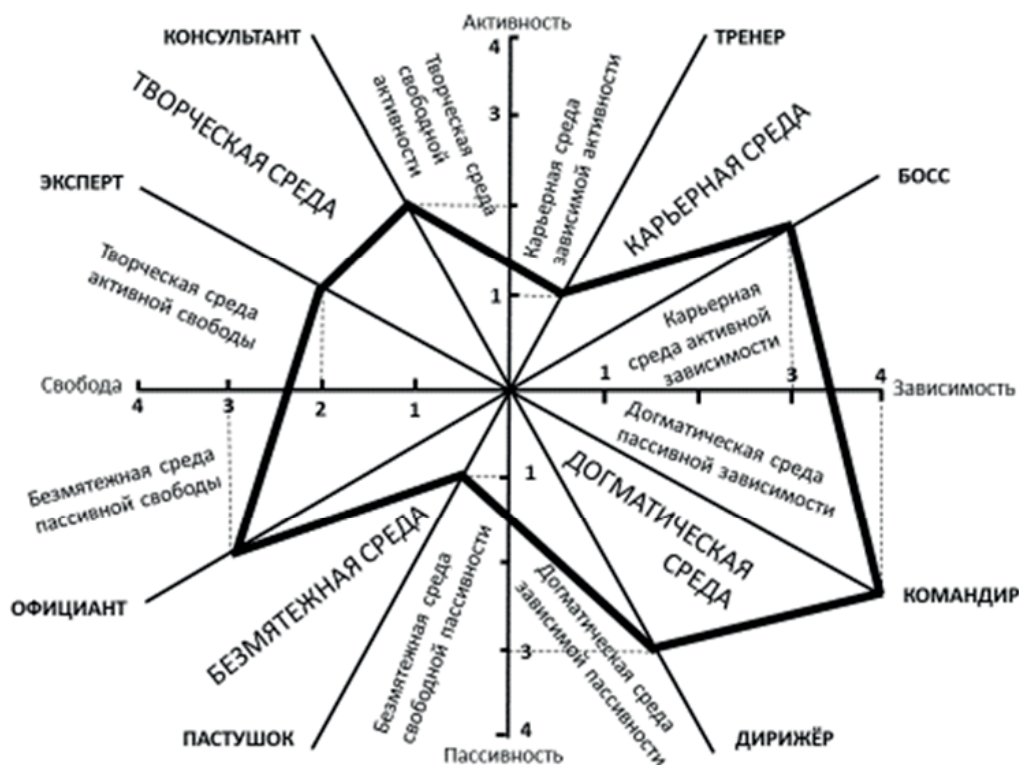 Активность
КОНСУЛЬТАНТ
4
ТРЕНЕР
ТВОРЧЕСКАЯ СРЕДА
Творческая среда
свободной
активности
3
Карьерная среда
зависимой активности
КАРЬЕРНАЯ СРЕДА
ЭКСПЕРТ
БОСС
Творческая среда
активной свободы
1
Карьерная
среда активной
зависимости
Свобода
4
3
2
1
1
3
4
Зависимость
Безмятежная среда
пассивной свободы
1
Догматическая среда
пассивной зависимости
ДОГМАТИЧЕСКАЯ
СРЕДА
ОФИЦИАНТ
БЕЗМЯТЕЖНАЯ СРЕДА
Безмятежная среда
свободной пассивности
3
Догматическая среда
зависимой пассивности
КОМАНДИР
ПАСТУШОК
4
ДИРИЖЁР
Пассивность